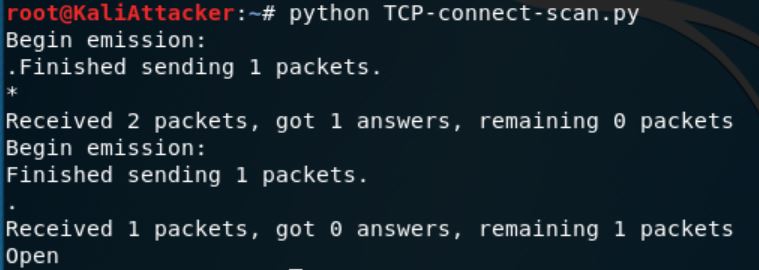 root@KaliAttacker:~# python TCP-connect-scan.py
Begin emission:
.Finished sending 1 packets.
*
Received 2 packets, got 1 answers, remaining 0 packets
Begin emission:
Finished sending 1 packets.
.
Received 1 packets, got 0 answers, remaining 1 packets
Open